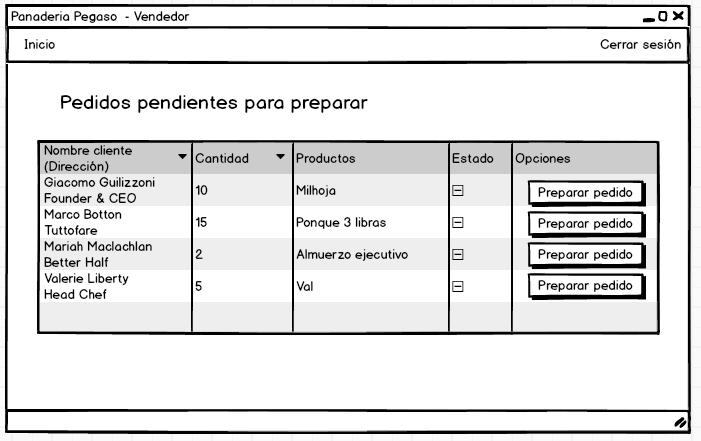 Panaderia Pegaso - Vendedor
Inicio
Cerrar sesión
Pedidos pendientes para preparar
Nombre cliente
(Dirección)
Cantidad
Productos
Estado
Opciones
Giacomo Guilizzoni
Founder & CEO
10
Milhoja
Preparar pedido
Marco Botton
Tuttofare
15
Ponque 3 libras
Preparar pedido
Mariah Maclachlan
Better Half
2
Almuerzo ejecutivo
Preparar pedido
Valerie Liberty
Head Chef
5
Val
Preparar pedido